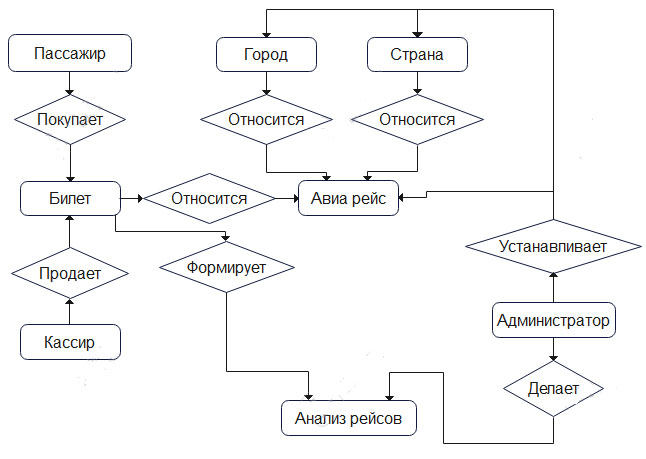 Пассажир
Город
Страна
Покупает
Относится
Относится
Билет
Относится
Авиа рейс
Устанавливает
Продает
Формирует
Администратор
Кассир
Делает
Анализ рейсов